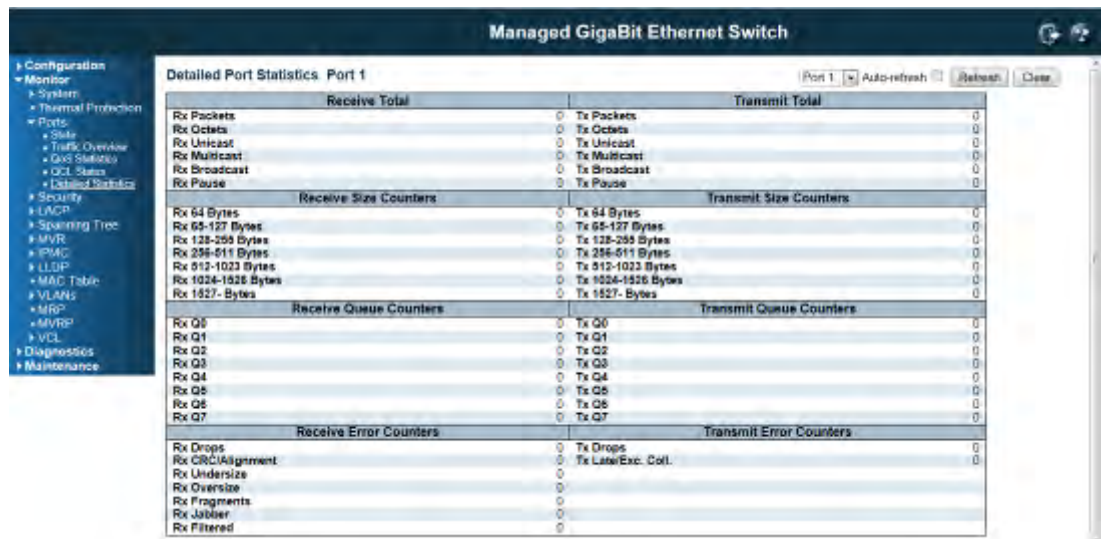 Managed GigaBit Ethernet Switch
Configuration
Monitor
System
Thermal Protection
Ports
State
Traffic Overview
QoS Statistics
QCL Status
Detailed Statistics
Security
LACP
Spanning Tree
MVR
IPMC
LLDP
MAC Table
VLANs
MRP
MVRP
VCL
Diagnostics
Maintenance
Detailed Port Statistics Port 1
Port 1 Auto-refresh Refresh Clear
Receive Total Transmit Total
Rx Packets 0 Tx Packets 0
Rx Octets 0 Tx Octets 0
Rx Unicast 0 Tx Unicast 0
Rx Multicast 0 Tx Multicast 0
Rx Broadcast 0 Tx Broadcast 0
Rx Pause 0 Tx Pause 0
Receive Size Counters Transmit Size Counters
Rx 64 Bytes 0 Tx 64 Bytes 0
Rx 65-127 Bytes 0 Tx 65-127 Bytes 0
Rx 128-255 Bytes 0 Tx 128-255 Bytes 0
Rx 256-511 Bytes 0 Tx 256-511 Bytes 0
Rx 512-1023 Bytes 0 Tx 512-1023 Bytes 0
Rx 1024-1526 Bytes 0 Tx 1024-1526 Bytes 0
Rx 1527- Bytes 0 Tx 1527- Bytes 0
Receive Queue Counters Transmit Queue Counters
Rx Q0 0 Tx Q0 0
Rx Q1 0 Tx Q1 0
Rx Q2 0 Tx Q2 0
Rx Q3 0 Tx Q3 0
Rx Q4 0 Tx Q4 0
Rx Q5 0 Tx Q5 0
Rx Q6 0 Tx Q6 0
Rx Q7 0 Tx Q7 0
Receive Error Counters Transmit Error Counters
Rx Drops 0 Tx Drops 0
Rx CRC/Alignment 0 Tx Late/Exc. Coll. 0
Rx Undersize 0
Rx Oversize 0
Rx Fragments 0
Rx Jabber 0
Rx Filtered 0